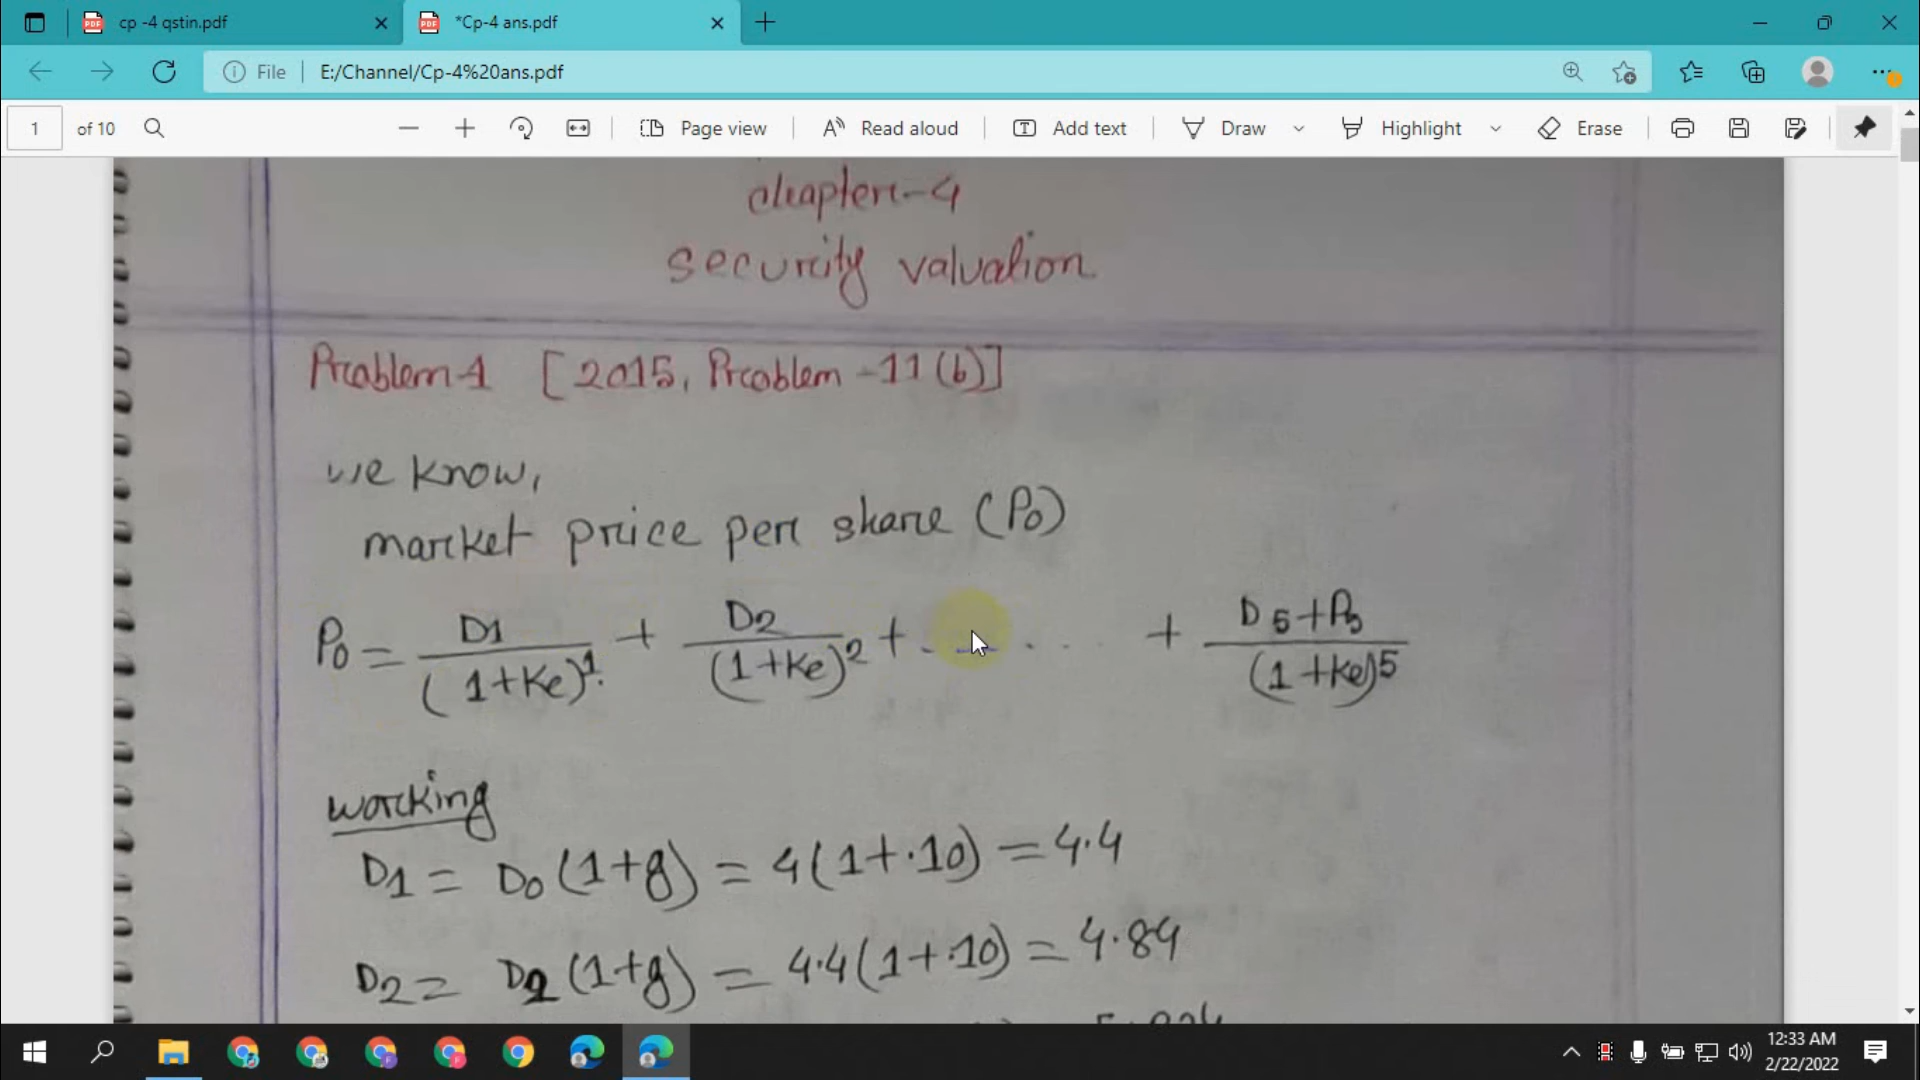 cp -4 qstin.pdf
*Cp-4 ans.pdf
File E:/Channel/Cp-4%20ans.pdf
1 of 10 Page view Read aloud Add text Draw Highlight Erase
chapter-4
security valuation
Problem-1 [2015, Problem -11(b)]
we know,
market price per share (P0)
P0 = D1/(1+Ke)^1 + D2/(1+Ke)^2 + ..... + D5+P5/(1+Ke)^5
working
D1 = D0 (1+g) = 4(1+.10) = 4.4
D2 = D1 (1+g) = 4.4(1+.10) = 4.84
12:33 AM
2/22/2022